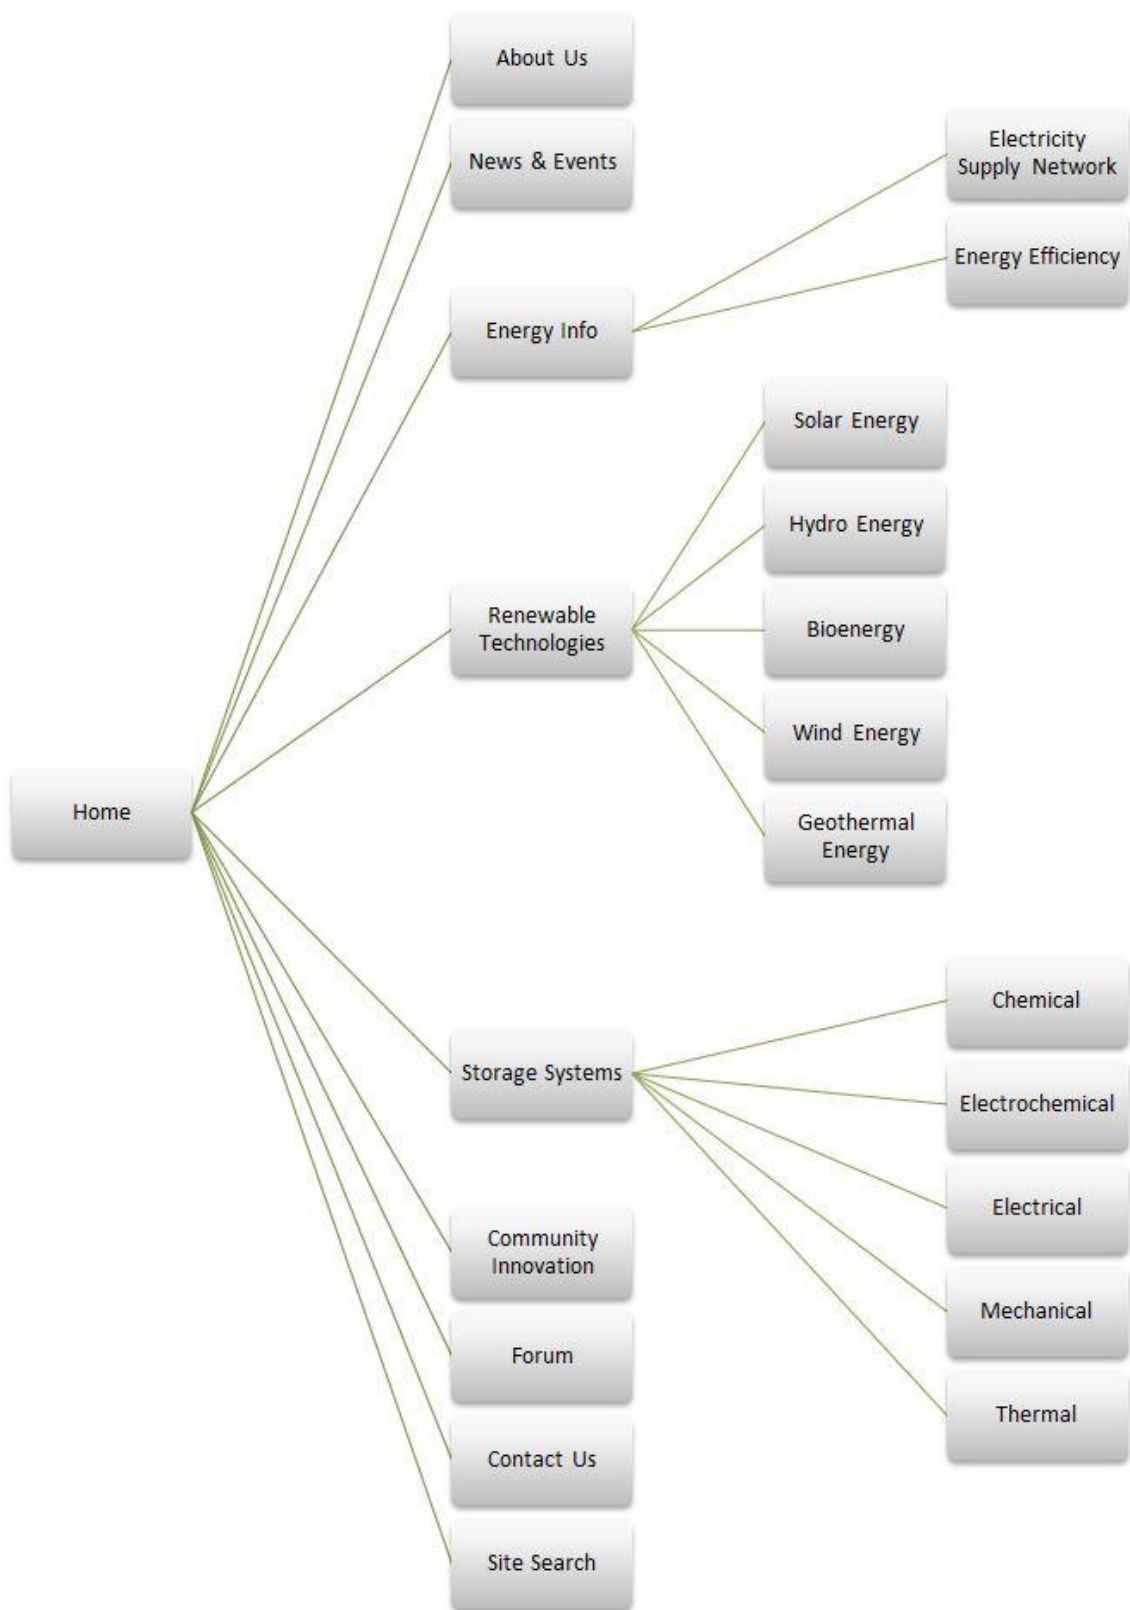 About Us
News & Events
Electricity
Supply Network
Energy Efficiency
Energy Info
Solar Energy
Hydro Energy
Renewable
Technologies
Bioenergy
Wind Energy
Home
Geothermal
Energy
Chemical
Storage Systems
Electrochemical
Electrical
Community
Innovation
Mechanical
Forum
Thermal
Contact Us
Site Search